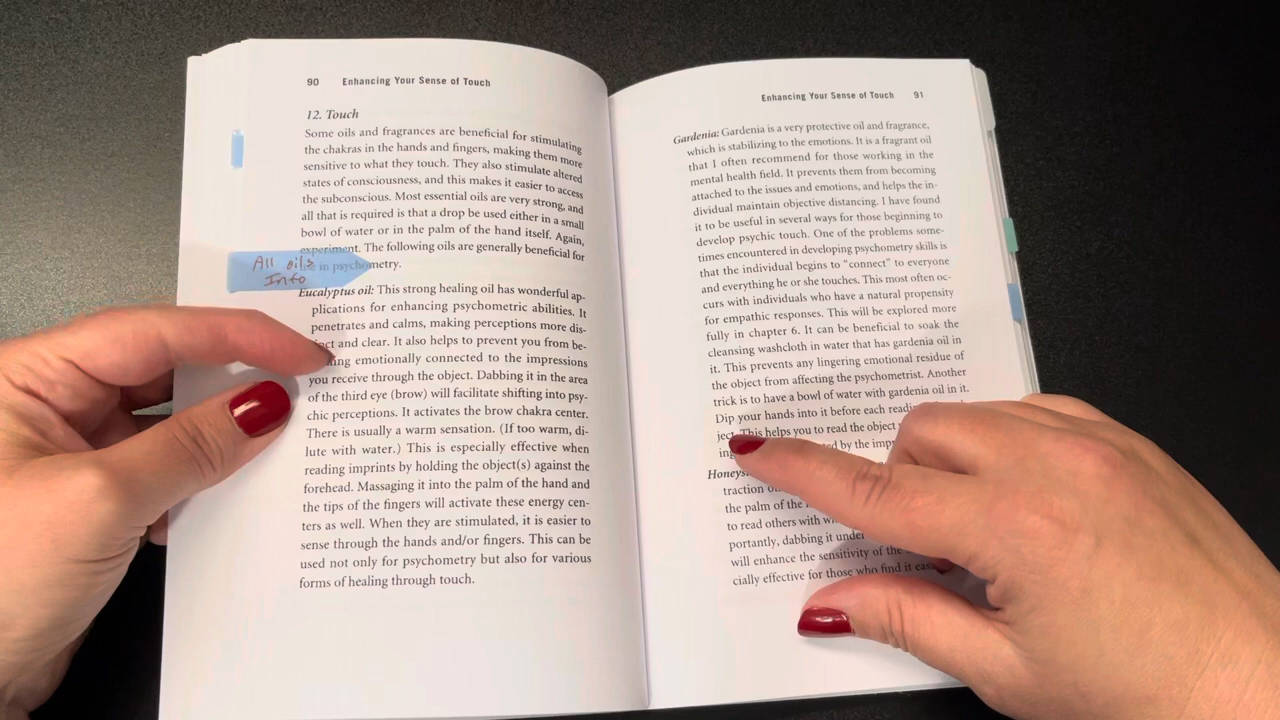 90 Enhancing Your Sense of Touch
12. Touch
Some oils and fragrances are beneficial for stimulating
the chakras in the hands and fingers, making them more
sensitive to what they touch. They also stimulate altered
states of consciousness, and this makes it easier to access
the subconscious. Most essential oils are very strong, and
all that is required is that a drop be used either in a small
bowl of water or in the palm of the hand itself. Again,
experiment. The following oils are generally beneficial for
in psychometry.
All oils
Info
Eucalyptus oil: This strong healing oil has wonderful ap-
plications for enhancing psychometric abilities. It
penetrates and calms, making perceptions more dis-
and clear. It also helps to prevent you from be-
emotionally connected to the impressions
you receive through the object. Dabbing it in the area
of the third eye (brow) will facilitate shifting into psy-
chic perceptions. It activates the brow chakra center.
There is usually a warm sensation. (If too warm, di-
lute with water.) This is especially effective when
reading imprints by holding the object(s) against the
forehead. Massaging it into the palm of the hand and
the tips of the fingers will activate these energy cen-
ters as well. When they are stimulated, it is easier to
sense through the hands and/or fingers. This can be
used not only for psychometry but also for various
forms of healing through touch.
Enhancing Your Sense of Touch 91
Gardenia: Gardenia is a very protective oil and fragrance,
which is stabilizing to the emotions. It is a fragrant oil
that I often recommend for those working in the
mental health field. It prevents them from becoming
attached to the issues and emotions, and helps the in-
dividual maintain objective distancing. I have found
it to be useful in several ways for those beginning to
develop psychic touch. One of the problems some-
times encountered in developing psychometry skills is
that the individual begins to “connect” to everyone
and everything he or she touches. This most often oc-
curs with individuals who have a natural propensity
for empathic responses. This will be explored more
fully in chapter 6. It can be beneficial to soak the
cleansing washcloth in water that has gardenia oil in
it. This prevents any lingering emotional residue of
the object from affecting the psychometrist. Another
trick is to have a bowl of water with gardenia oil in it.
Dip your hands into it before each
ject. This helps you to read the object
by the
traction
the palm of the
to read others with
portantly, dabbing it under
will enhance the sensitivity of the
cially effective for those who find it